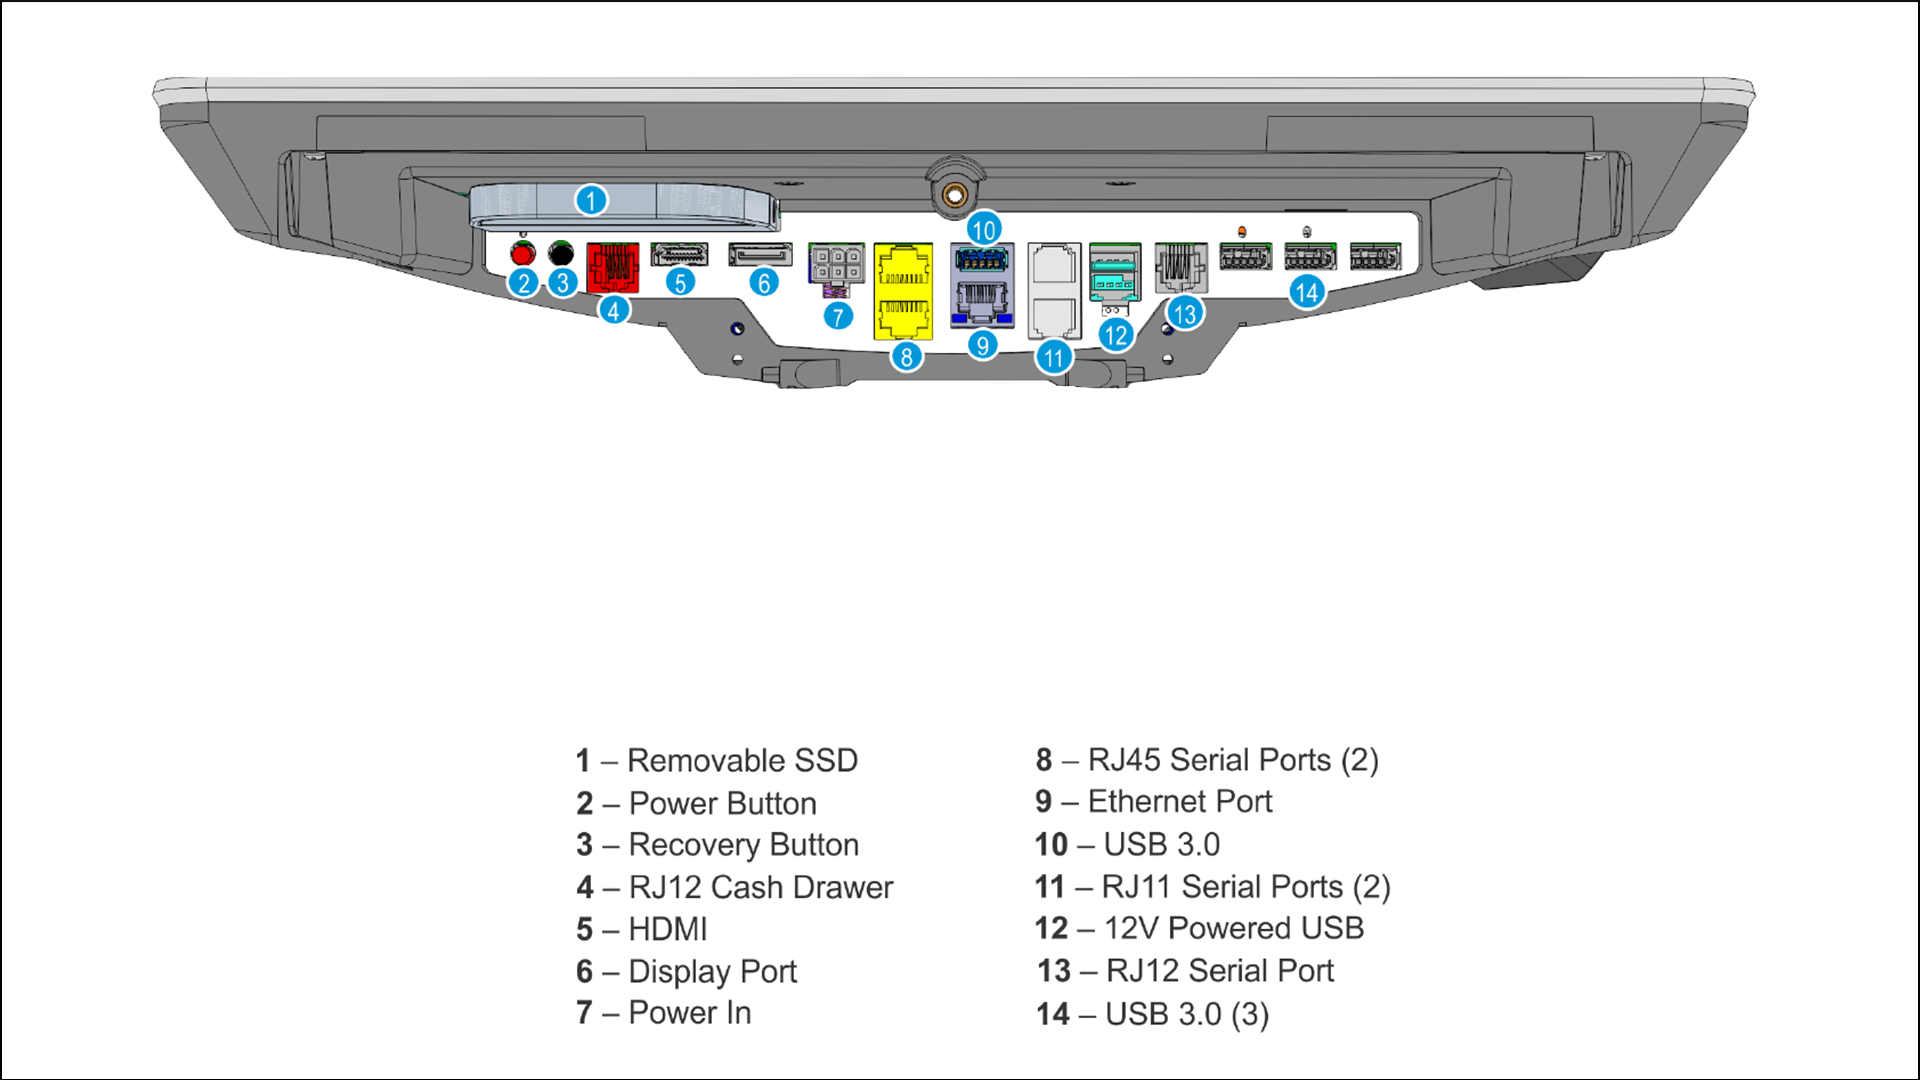 1
10
2
3
5
6
14
4
13
7
12
9
8
11
1 – Removable SSD
2 – Power Button
3 – Recovery Button
4 – RJ12 Cash Drawer
5 – HDMI
6 – Display Port
7 – Power In
8 – RJ45 Serial Ports (2)
9 – Ethernet Port
10 – USB 3.0
11 – RJ11 Serial Ports (2)
12 – 12V Powered USB
13 – RJ12 Serial Port
14 – USB 3.0 (3)